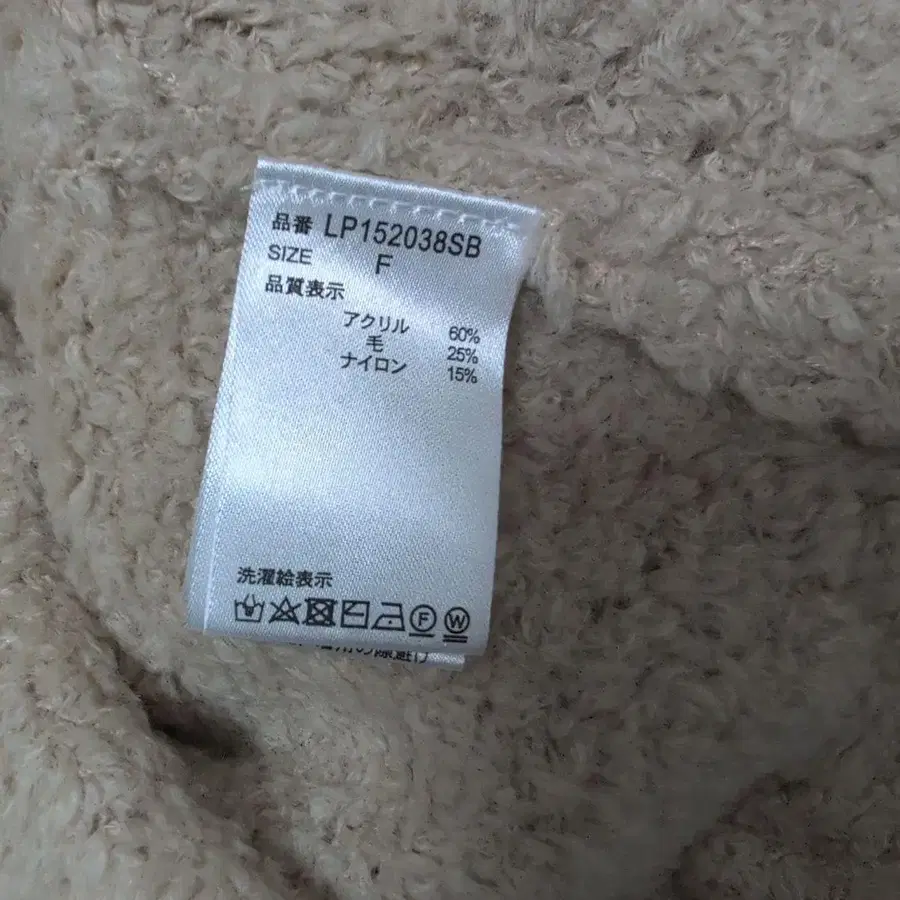 品番 LP152038SB
SIZE F
品質表示
アクリル 60%
毛 25%
ナイロン 15%
洗濯絵表示
F W